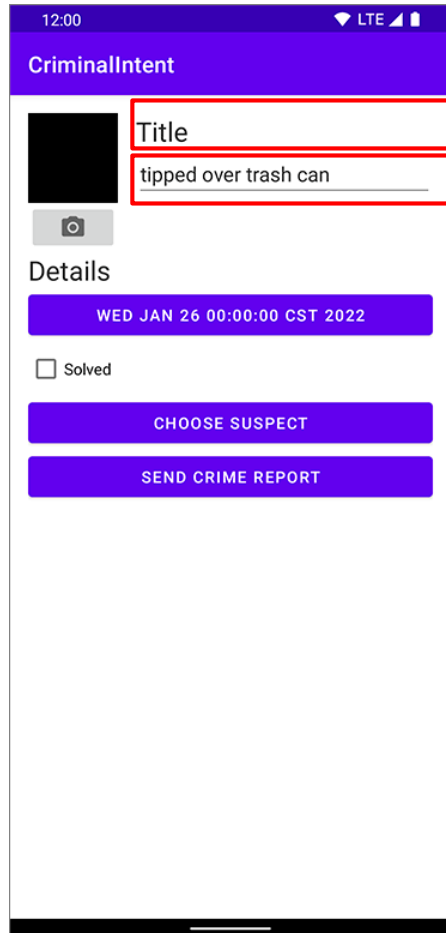 12:00 LTE
CriminalIntent
Title
tipped over trash can
Details
WED JAN 26 00:00:00 CST 2022
Solved
CHOOSE SUSPECT
SEND CRIME REPORT